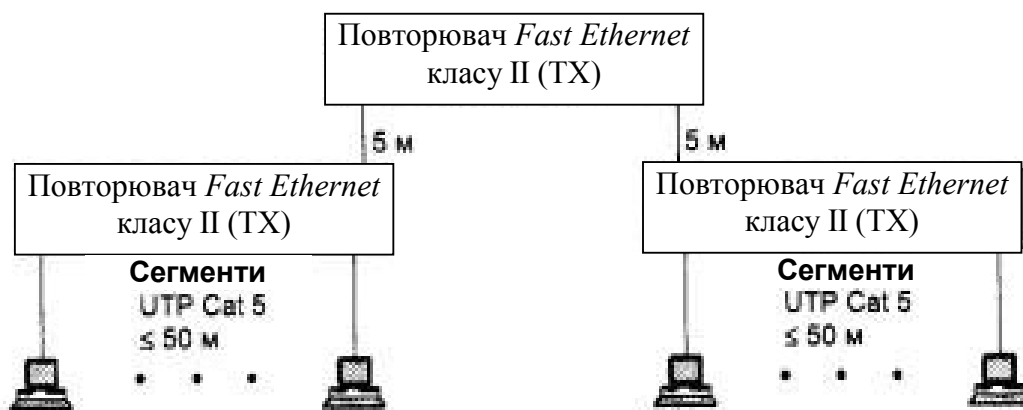 Повторювач Fast Ethernet
класу II (TX)
5 м
5 м
Повторювач Fast Ethernet
класу II (TX)
Повторювач Fast Ethernet
класу II (TX)
Сегменти
UTP Cat 5
≤ 50 м
Сегменти
UTP Cat 5
≤ 50 м